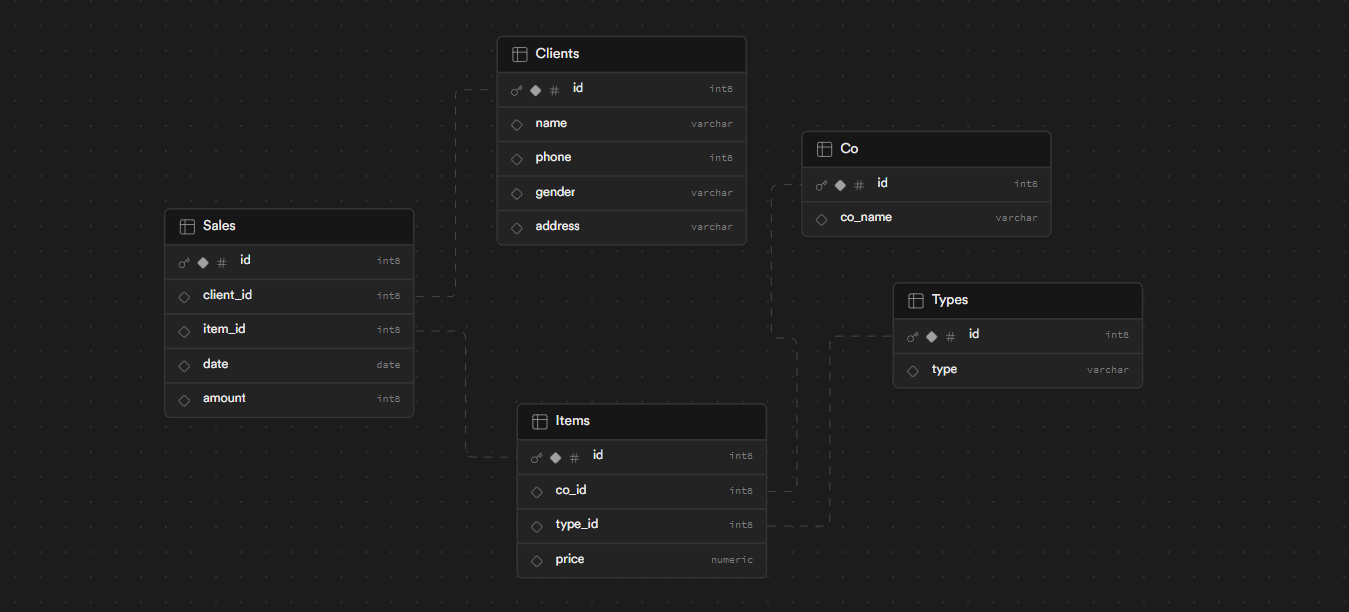 Clients
id int8
name varchar
phone int8
gender varchar
address varchar
Co
id int8
co_name varchar
Sales
id int8
client_id int8
item_id int8
date date
amount int8
Types
id int8
type varchar
Items
id int8
co_id int8
type_id int8
price numeric